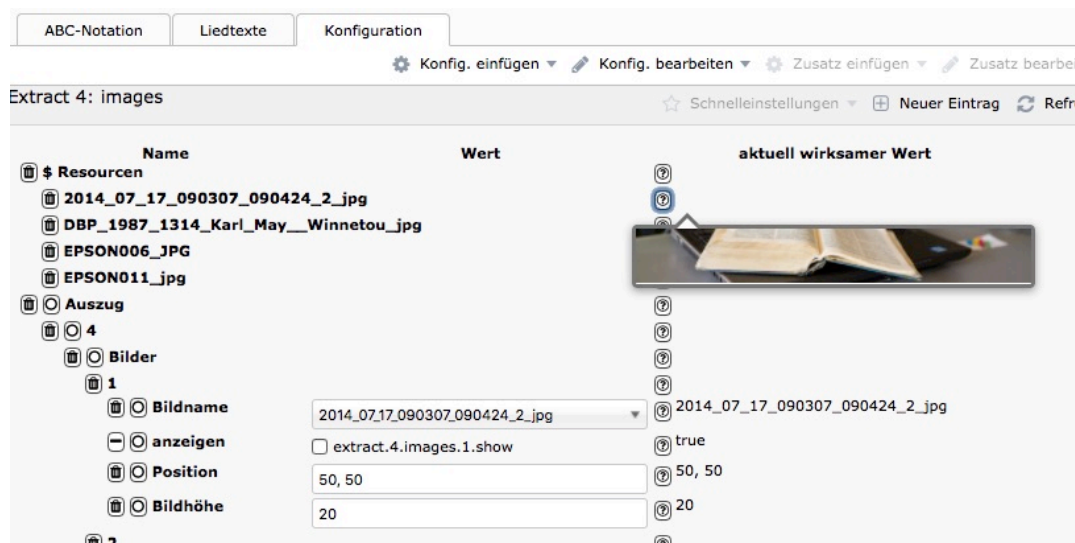 ABC-Notation Liedtexte Konfiguration
Konfig. einfügen Konfig. bearbeiten Zusatz einfügen Zusatz bearbei
Extract 4: images Schnelleinstellungen Neuer Eintrag Refr
Name Wert aktuell wirksamer Wert
$ Resourcen
2014_07_17_090307_090424_2_jpg
DBP_1987_1314_Karl_May__Winnetou_jpg
EPSON006_JPG
EPSON011_jpg
Auszug
4
Bilder
1
Bildname 2014_07_17_090307_090424_2_jpg 2014_07_17_090307_090424_2_jpg
anzeigen extract.4.images.1.show true
Position 50, 50 50, 50
Bildhöhe 20 20
2